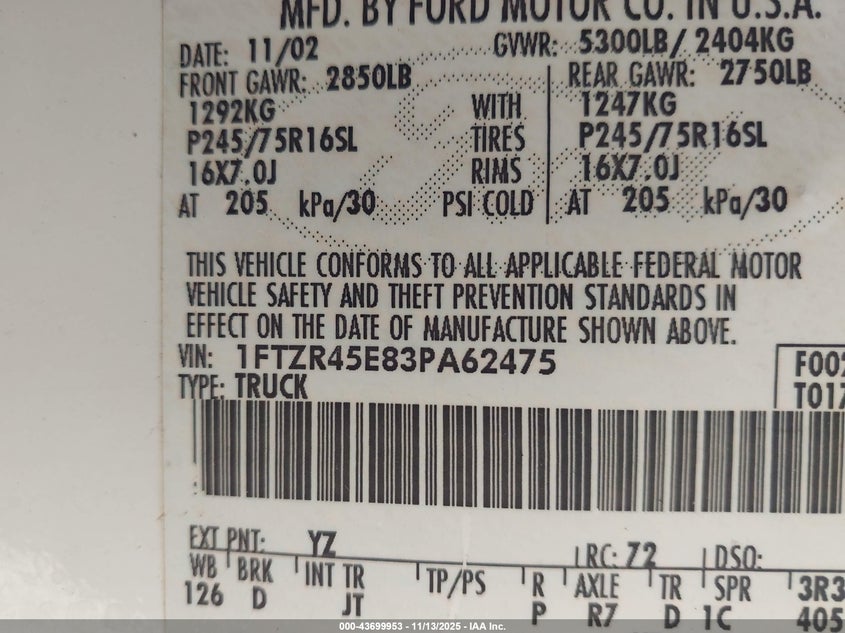 MFD. BY FORD MOTOR CO. IN U.S.A.
DATE: 11/02 GVWR: 5300LB/ 2404KG
FRONT GAWR: 2850LB REAR GAWR: 2750LB
1292KG WITH 1247KG
P245/75R16SL TIRES P245/75R16SL
16X7.0J RIMS 16X7.0J
AT 205 kPa/30 PSI COLD AT 205 kPa/30
THIS VEHICLE CONFORMS TO ALL APPLICABLE FEDERAL MOTOR
VEHICLE SAFETY AND THEFT PREVENTION STANDARDS IN
EFFECT ON THE DATE OF MANUFACTURE SHOWN ABOVE.
VIN: 1FTZR45E83PA62475 F002
TYPE: TRUCK T017
EXT PNT: YZ RC: 72 DSO:
WB BRK INT TR TP/PS R AXLE TR SPR 3R3
126 D JT P R7 D 1C 405
000-43699953 - 11/13/2025 - IAA Inc.